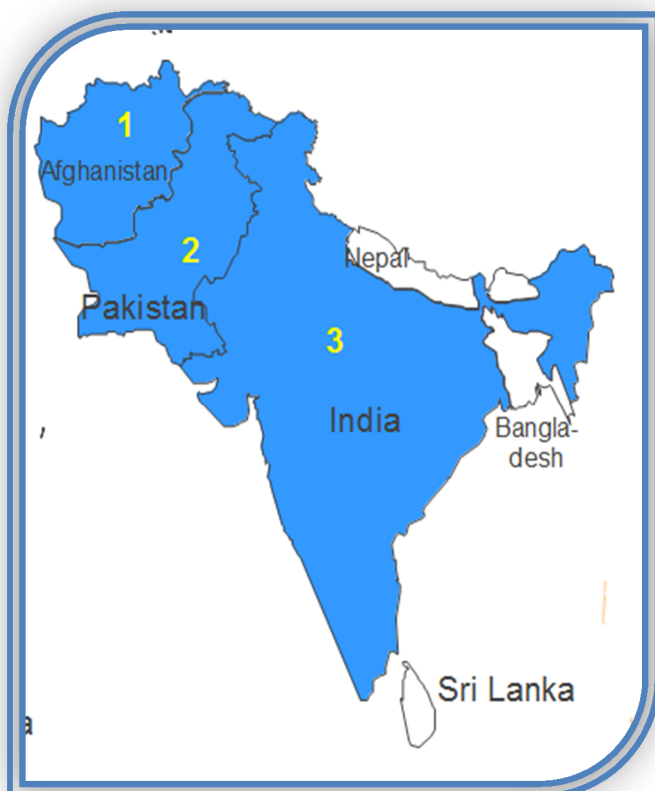 1
Afghanistan
2
Nepal
Pakistan
3
India
Bangla-
desh
Sri Lanka
a